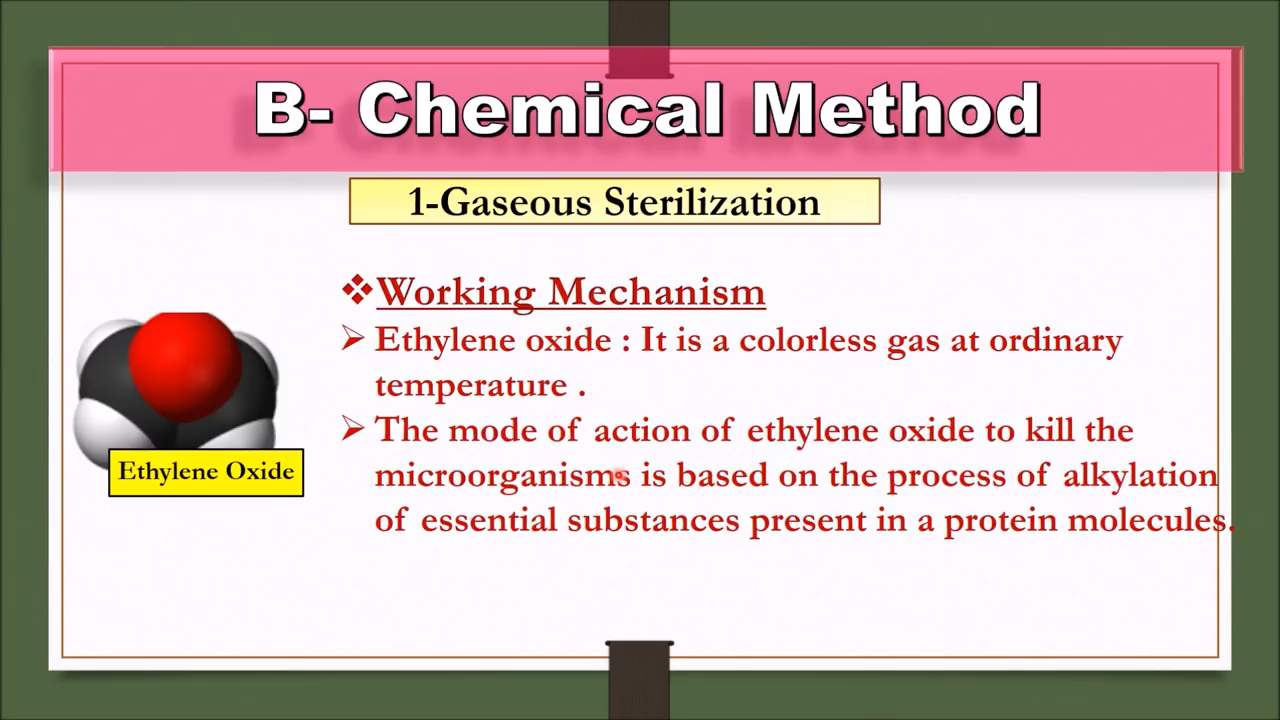 B- Chemical Method
1-Gaseous Sterilization
Working Mechanism
Ethylene oxide : It is a colorless gas at ordinary
temperature .
The mode of action of ethylene oxide to kill the
microorganisms is based on the process of alkylation
of essential substances present in a protein molecules.
Ethylene Oxide